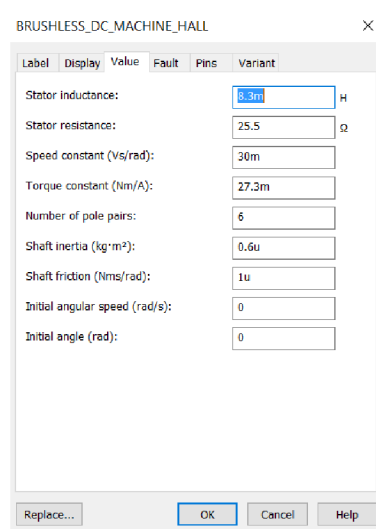 BRUSHLESS_DC_MACHINE_HALL
Label Display Value Fault Pins Variant
Stator inductance: 8.3m H
Stator resistance: 25.5 Ω
Speed constant (Vs/rad): 30m
Torque constant (Nm/A): 27.3m
Number of pole pairs: 6
Shaft inertia (kg·m²): 0.6u
Shaft friction (Nms/rad): 1u
Initial angular speed (rad/s): 0
Initial angle (rad): 0
Replace... OK Cancel Help